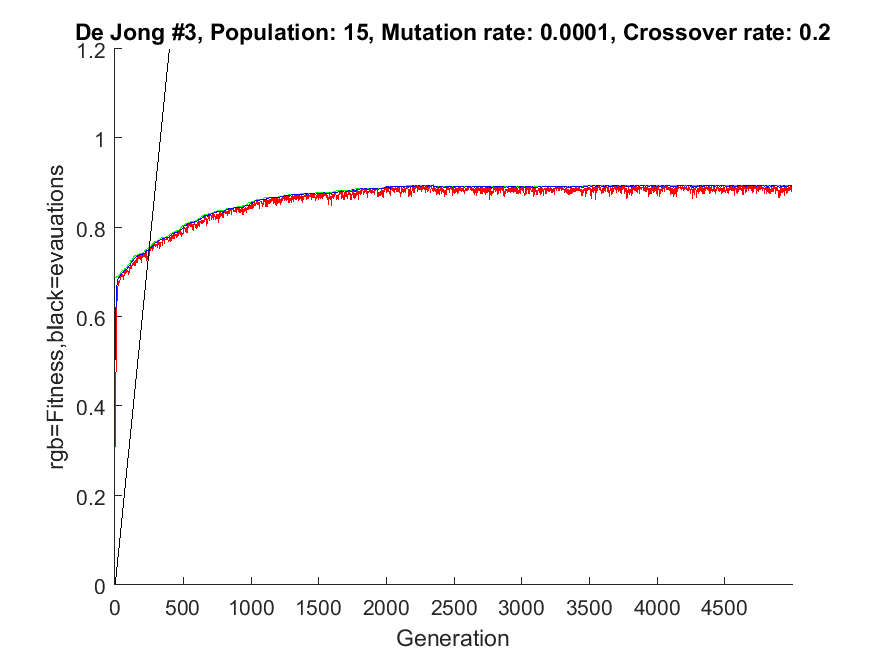 De Jong #3, Population: 15, Mutation rate: 0.0001, Crossover rate: 0.2
1.2
1
0.8
0.6
0.4
0.2
0
rgb=Fitness,black=evauations
0 500 1000 1500 2000 2500 3000 3500 4000 4500
Generation